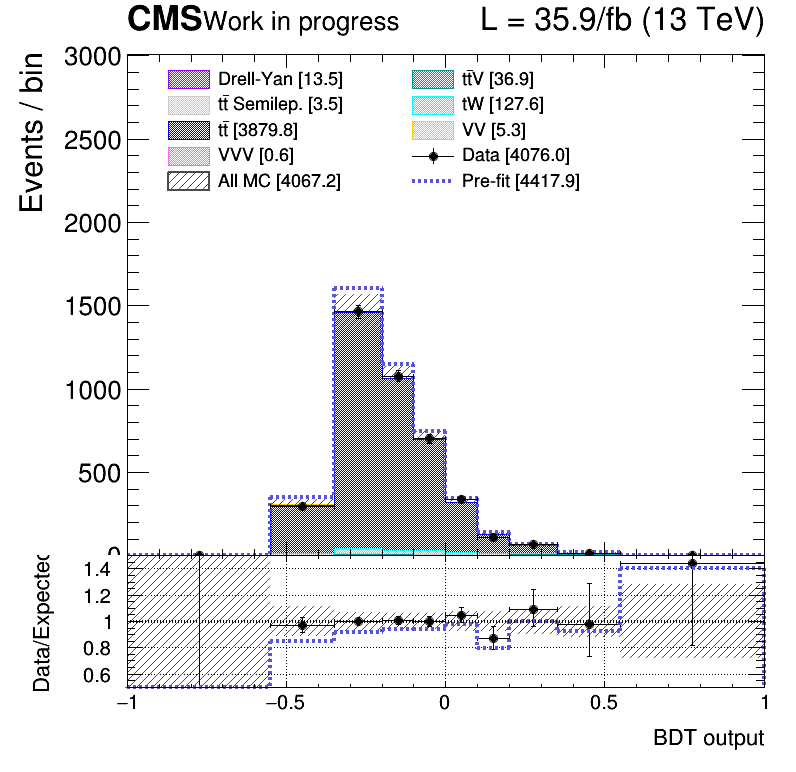 CMS Work in progress L = 35.9/fb (13 TeV)
Events / bin
3000
2500
2000
1500
1000
500
0
Drell-Yan [13.5]
tt̄ Semilep. [3.5]
tt̄ [3879.8]
VVV [0.6]
All MC [4067.2]
tt̄V [36.9]
tW [127.6]
VV [5.3]
Data [4076.0]
Pre-fit [4417.9]
Data/Expected
1.4
1.2
1
0.8
0.6
−1 −0.5 0 0.5 1
BDT output